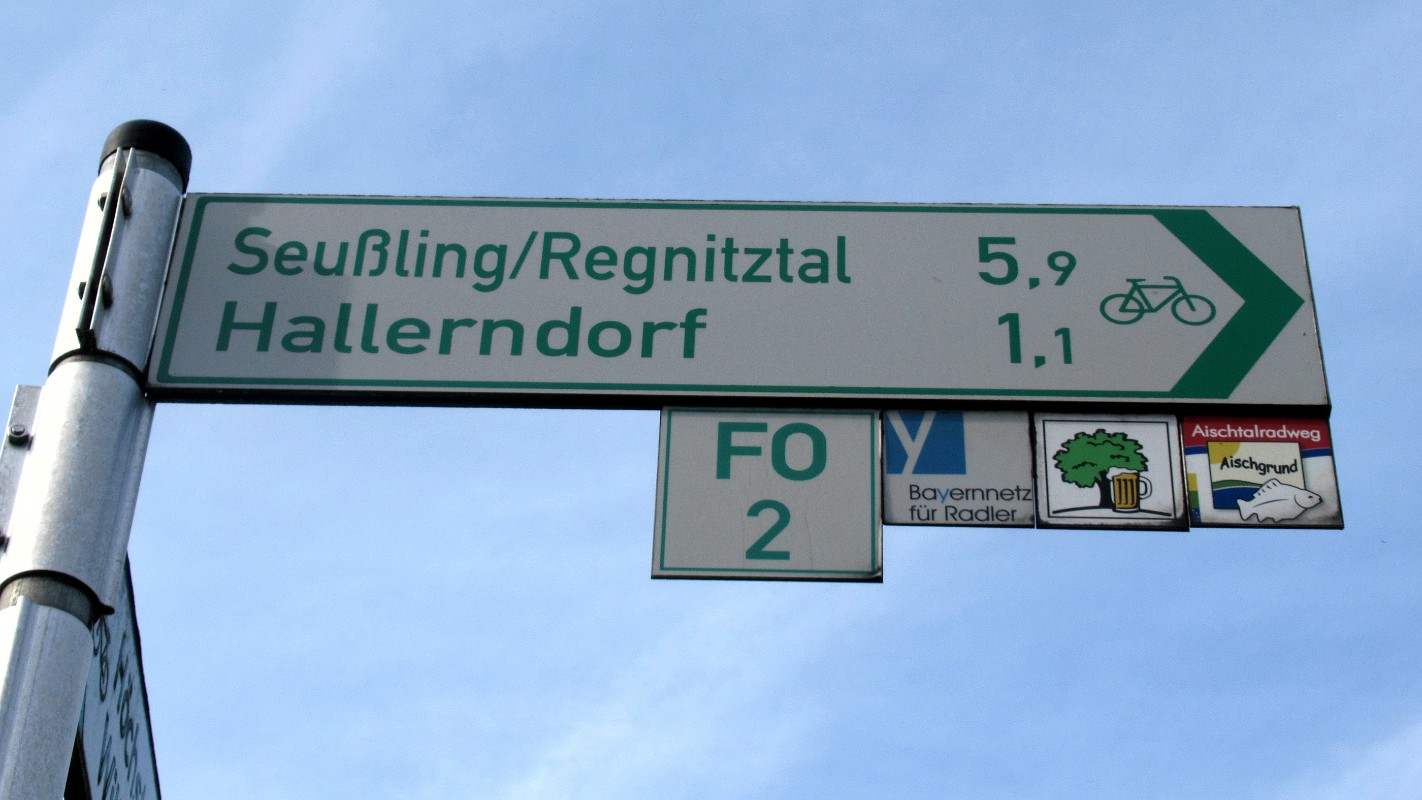 Seußling/Regnitztal 5,9
Hallerndorf 1,1
FO
2
Bayernnetz
für Radler
Aischtalradweg
Aischgrund